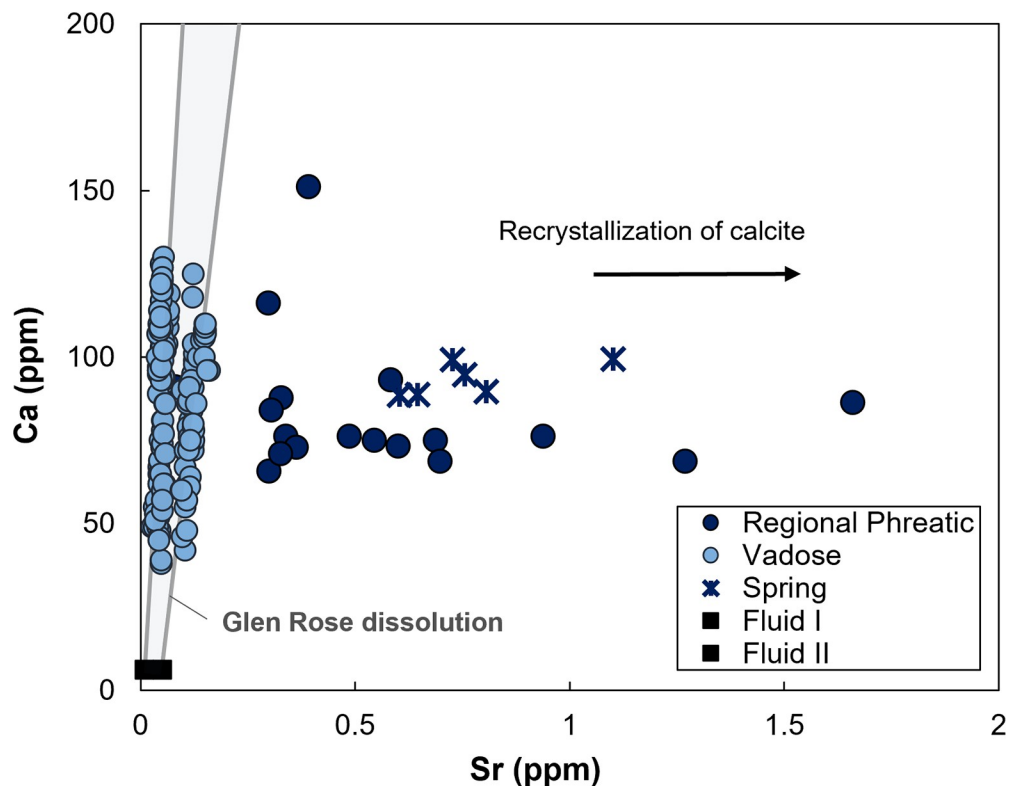 200
150
100
50
0
Ca (ppm)
Recrystallization of calcite
Glen Rose dissolution
Regional Phreatic
Vadose
Spring
Fluid I
Fluid II
0 0.5 1 1.5 2
Sr (ppm)